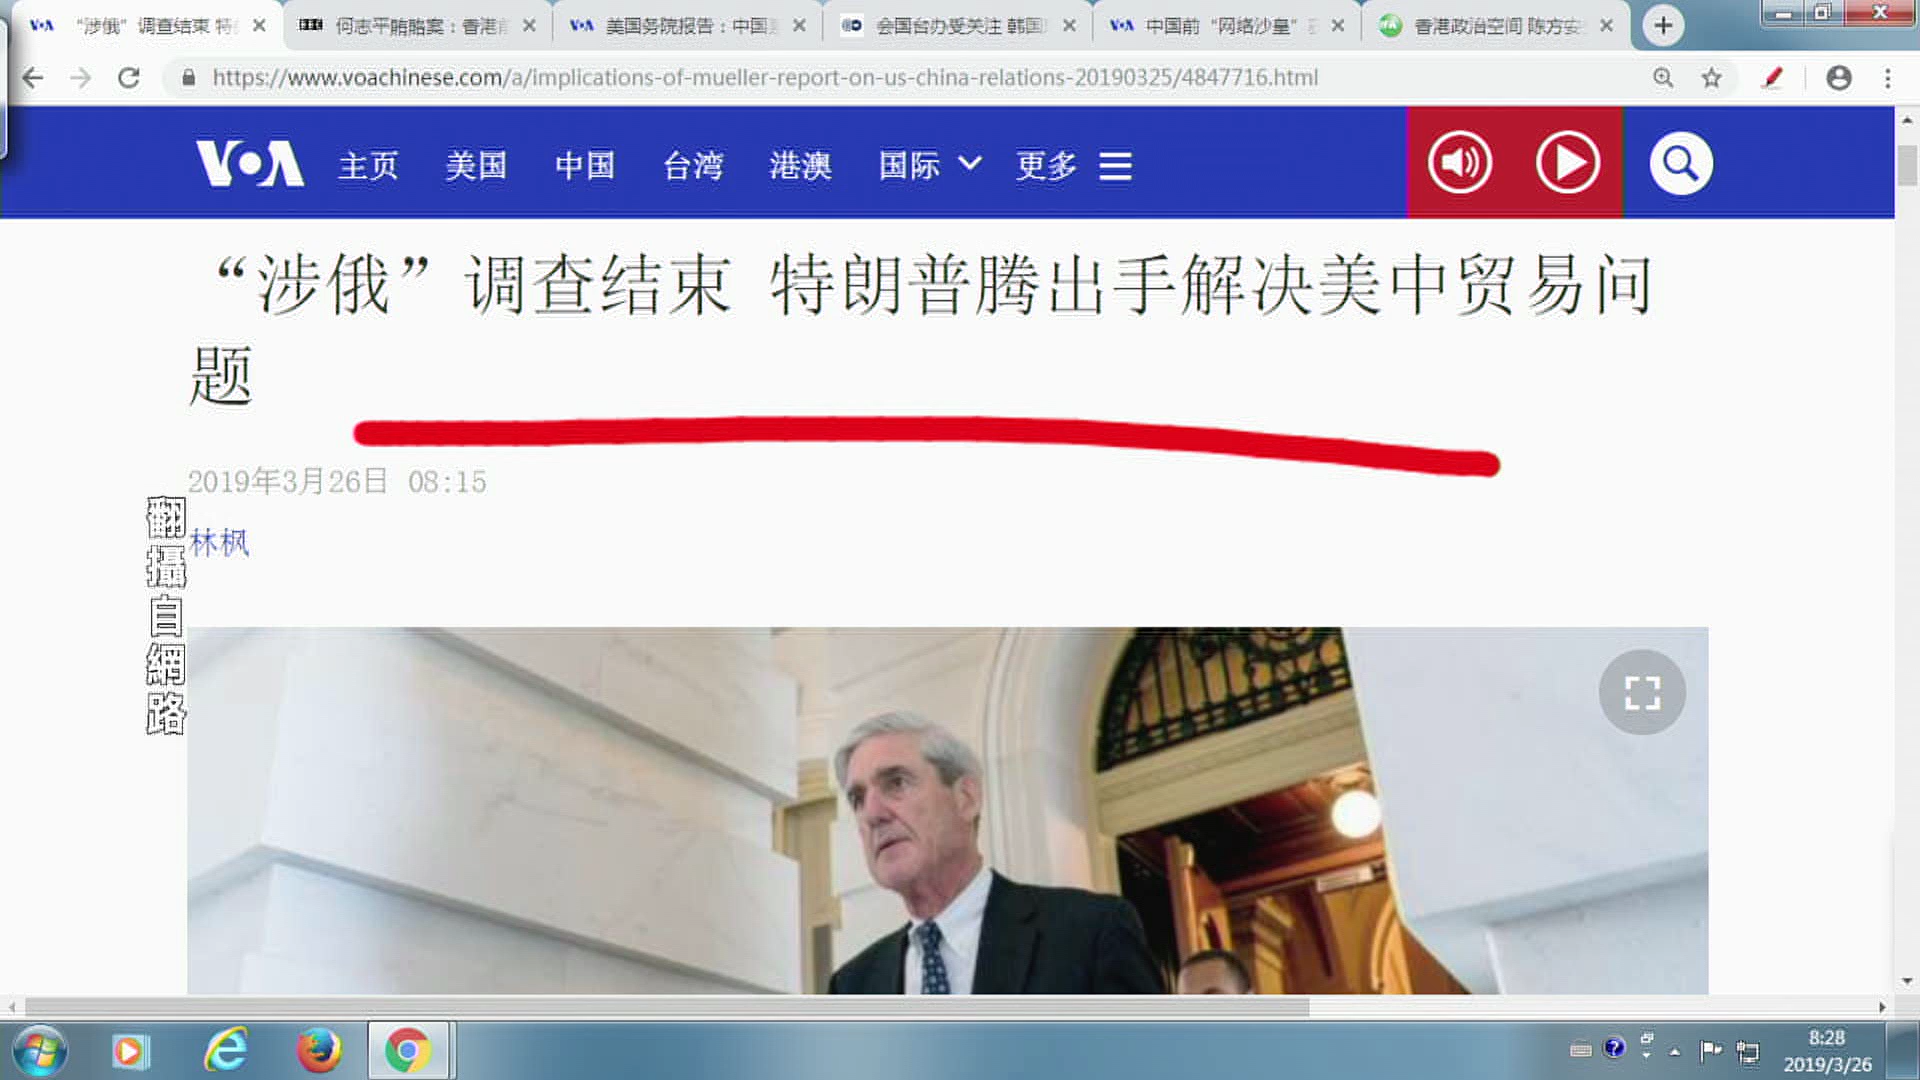 “涉俄”调查结束 特
何志平賄賂案：香港前
美国务院报告：中国
会国台办受关注 韩国
中国前“网络沙皇”
香港政治空间 陈方安
https://www.voachinese.com/a/implications-of-mueller-report-on-us-china-relations-20190325/4847716.html
VOA 主页 美国 中国 台湾 港澳 国际 更多
“涉俄”调查结束 特朗普腾出手解决美中贸易问
题
2019年3月26日 08:15
林枫
翻攝自網路
8:28
2019/3/26